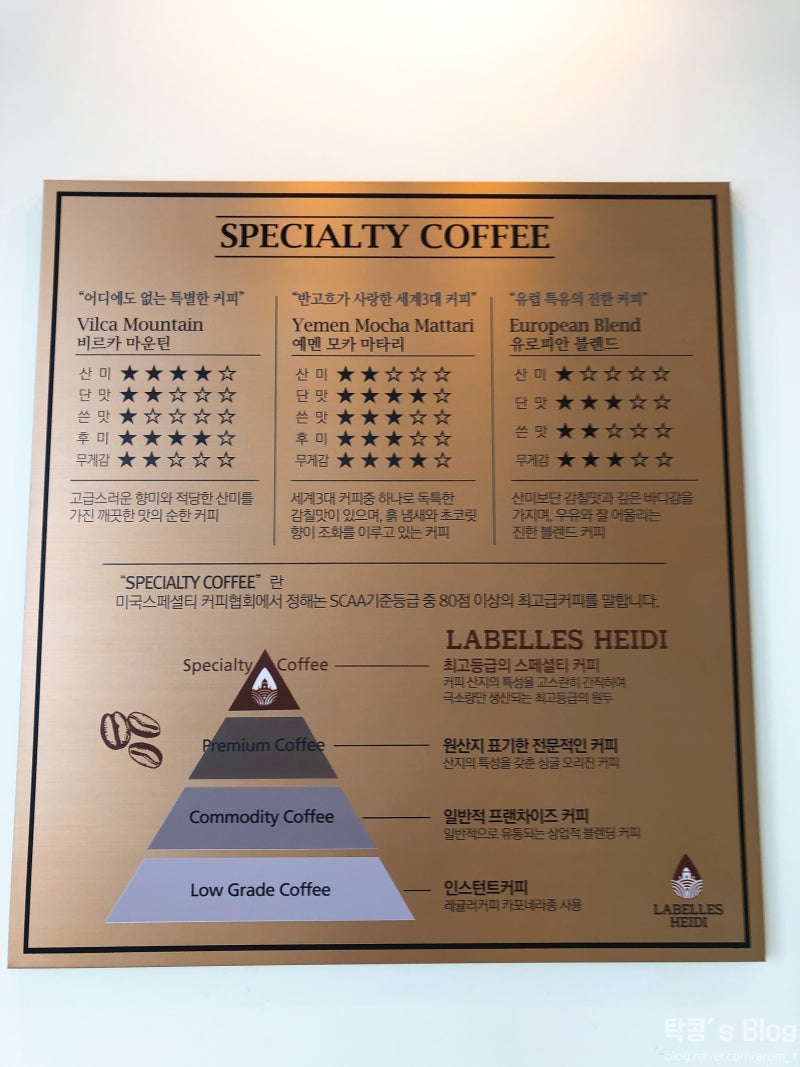 SPECIALTY COFFEE
“어디에도 없는 특별한 커피”
Vilca Mountain
비르카 마운틴
산 미 ★★★★☆
단 맛 ★★☆☆☆
쓴 맛 ★☆☆☆☆
후 미 ★★★★☆
무게감 ★★☆☆☆
고급스러운 향미와 적당한 산미를
가진 깨끗한 맛의 순한 커피
“반고흐가 사랑한 세계3대 커피”
Yemen Mocha Mattari
예멘 모카 마타리
산 미 ★★☆☆☆
단 맛 ★★★★☆
쓴 맛 ★★★☆☆
후 미 ★★★☆☆
무게감 ★★★★☆
세계3대 커피중 하나로 독특한
감칠맛이 있으며, 흙 냄새와 초코릿
향이 조화를 이루고 있는 커피
“유럽 특유의 진한 커피”
European Blend
유로피안 블렌드
산 미 ★☆☆☆☆
단 맛 ★★★☆☆
쓴 맛 ★★☆☆☆
무게감 ★★★☆☆
산미보단 감칠맛과 깊은 바디감을
가지며, 우유와 잘 어울리는
진한 블렌드 커피
“SPECIALTY COFFEE” 란
미국스페셜티 커피협회에서 정해논 SCAA기준등급 중 80점 이상의 최고급커피를 말합니다.
LABELLES HEIDI
Specialty Coffee
최고등급의 스페셜티 커피
커피 산지의 특성을 고스란히 간직하여
극소량만 생산되는 최고등급의 원두
Premium Coffee
원산지 표기한 전문적인 커피
산지의 특성을 갖춘 싱글 오리진 커피
Commodity Coffee
일반적 프랜차이즈 커피
일반적으로 유통되는 상업적 블렌딩 커피
Low Grade Coffee
인스턴트커피
레귤러커피 카포네라종 사용
LABELLES
HEIDI
탁콩´s Blog
blog.naver.com/arom_t